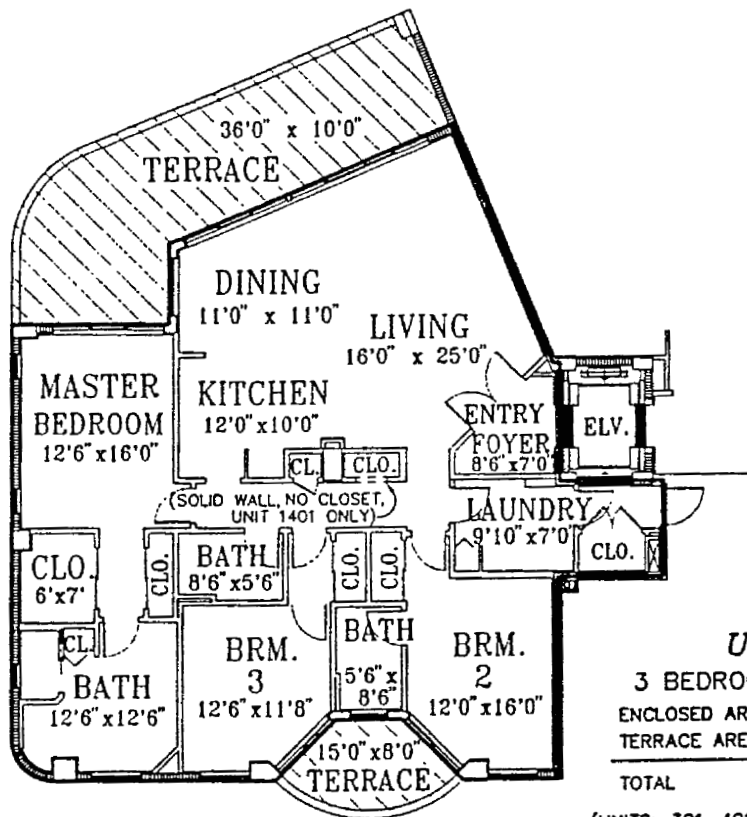 36'0" x 10'0"
TERRACE
DINING
11'0" x 11'0"
LIVING
16'0" x 25'0"
MASTER
BEDROOM
12'6"x16'0"
KITCHEN
12'0"x10'0"
ENTRY
FOYER
8'6"x7'0"
ELV.
CL.
CLO.
(SOLID WALL, NO CLOSET,
UNIT 1401 ONLY)
LAUNDRY
9'10"x7'0"
CLO.
BATH
8'6"x5'6"
CLO.
6'x7'
CLO.
CLO.
CLO.
CL.
BATH
12'6"x12'6"
BRM.
3
12'6"x11'8"
BATH
5'6"x
8'6"
BRM.
2
12'0"x16'0"
15'0"x8'0"
TERRACE
U
3 BEDRO
ENCLOSED AR
TERRACE ARE
TOTAL